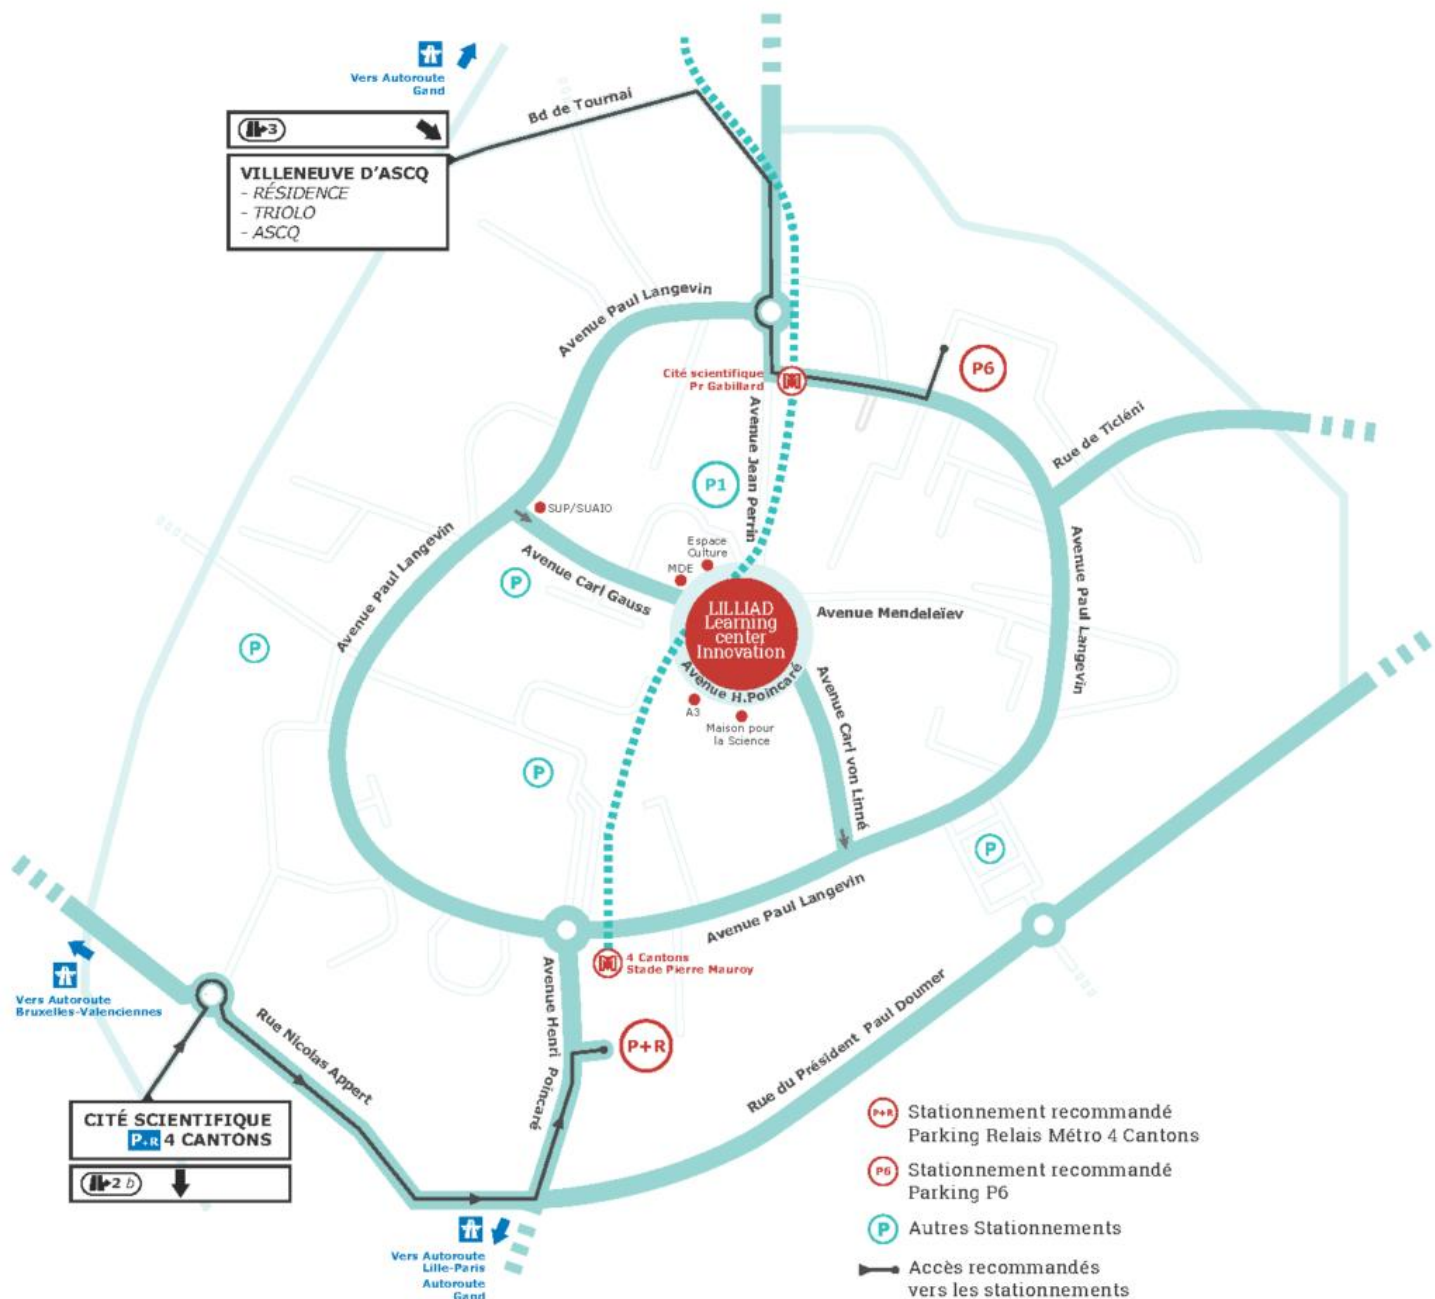 Vers Autoroute
Gand
3
VILLENEUVE D'ASCQ
- RÉSIDENCE
- TRIOLO
- ASCQ
Bd de Tournai
Avenue Paul Langevin
Cité scientifique
Pr Gabillard
P6
Rue de Ticléni
Avenue Jean Perrin
P1
SUP/SUAIO
Avenue Paul Langevin
Avenue Carl Gauss
Espace
Culture
MDE
P
P
LILLIAD
Learning
center
Innovation
Avenue H.Poincaré
Avenue Mendeleïev
Avenue Paul Langevin
A3
Maison pour
la Science
Avenue Carl von Linné
P
P
Avenue Paul Langevin
4 Cantons
Stade Pierre Mauroy
Vers Autoroute
Bruxelles-Valenciennes
Rue Nicolas Appert
Avenue Henri Poincaré
P+R
Rue du Président Paul Doumer
CITÉ SCIENTIFIQUE
P+R 4 CANTONS
2 b
Vers Autoroute
Lille-Paris
Autoroute
Gand
P+R Stationnement recommandé
Parking Relais Métro 4 Cantons
P6 Stationnement recommandé
Parking P6
P Autres Stationnements
Accès recommandés
vers les stationnements